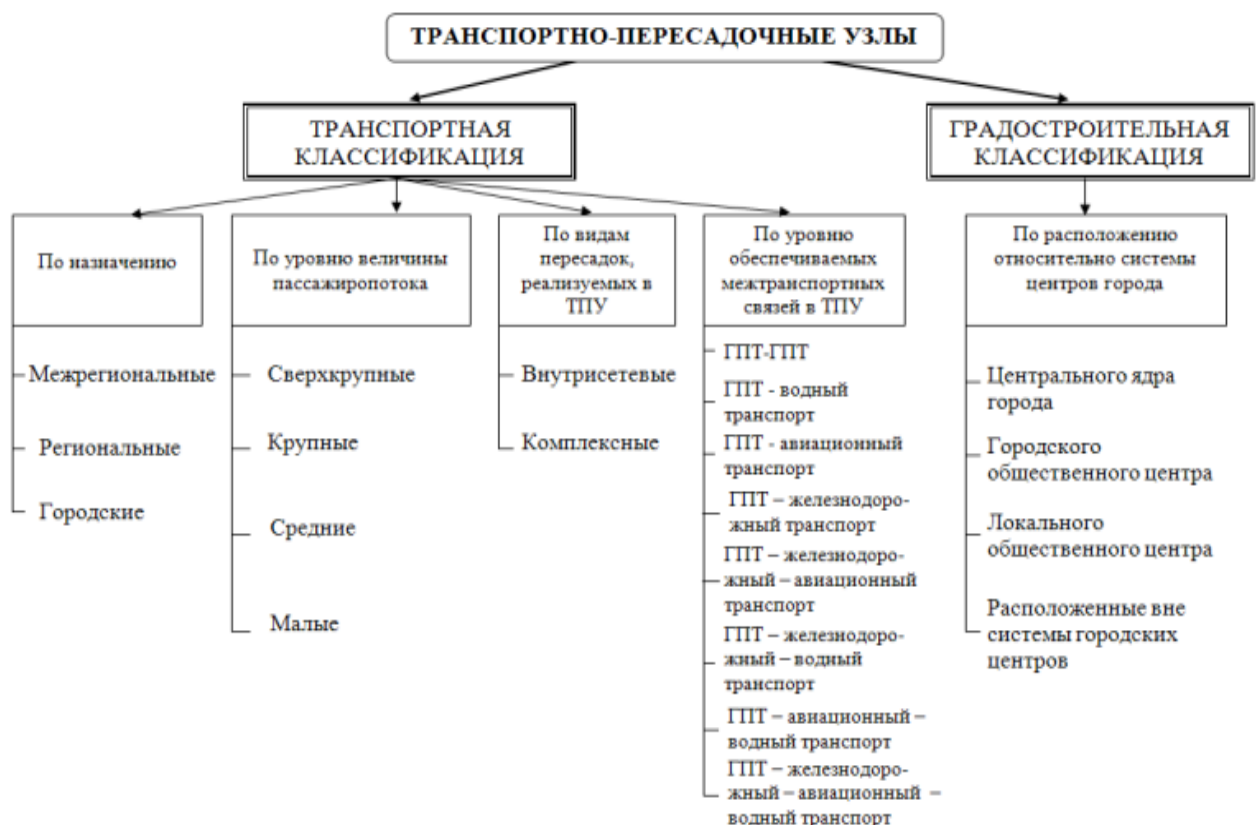 ТРАНСПОРТНО-ПЕРЕСАДОЧНЫЕ УЗЛЫ
ТРАНСПОРТНАЯ
КЛАССИФИКАЦИЯ
ГРАДОСТРОИТЕЛЬНАЯ
КЛАССИФИКАЦИЯ
По назначению
Межрегиональные
Региональные
Городские
По уровню величины
пассажиропотока
Сверхкрупные
Крупные
Средние
Малые
По видам
пересадок,
реализуемых в
ТПУ
Внутрисетевые
Комплексные
По уровню
обеспечиваемых
межтранспортных
связей в ТПУ
ГПТ-ГПТ
ГПТ - водный
транспорт
ГПТ - авиационный
транспорт
ГПТ – железнодоро-
жный транспорт
ГПТ – железнодоро-
жный – авиационный
транспорт
ГПТ – железнодоро-
жный – водный
транспорт
ГПТ – авиационный –
водный транспорт
ГПТ – железнодоро-
жный – авиационный –
водный транспорт
По расположению
относительно системы
центров города
Центрального ядра
города
Городского
общественного центра
Локального
общественного центра
Расположенные вне
системы городских
центров